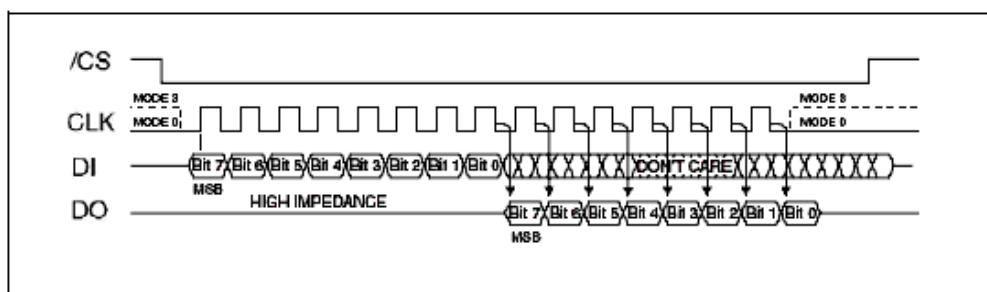 /CS
MODE 3 MODE 3
CLK MODE 0 MODE 0
DI Bit 7 Bit 6 Bit 5 Bit 4 Bit 3 Bit 2 Bit 1 Bit 0 DON'T CARE
MSB
HIGH IMPEDANCE
DO Bit 7 Bit 6 Bit 5 Bit 4 Bit 3 Bit 2 Bit 1 Bit 0
MSB